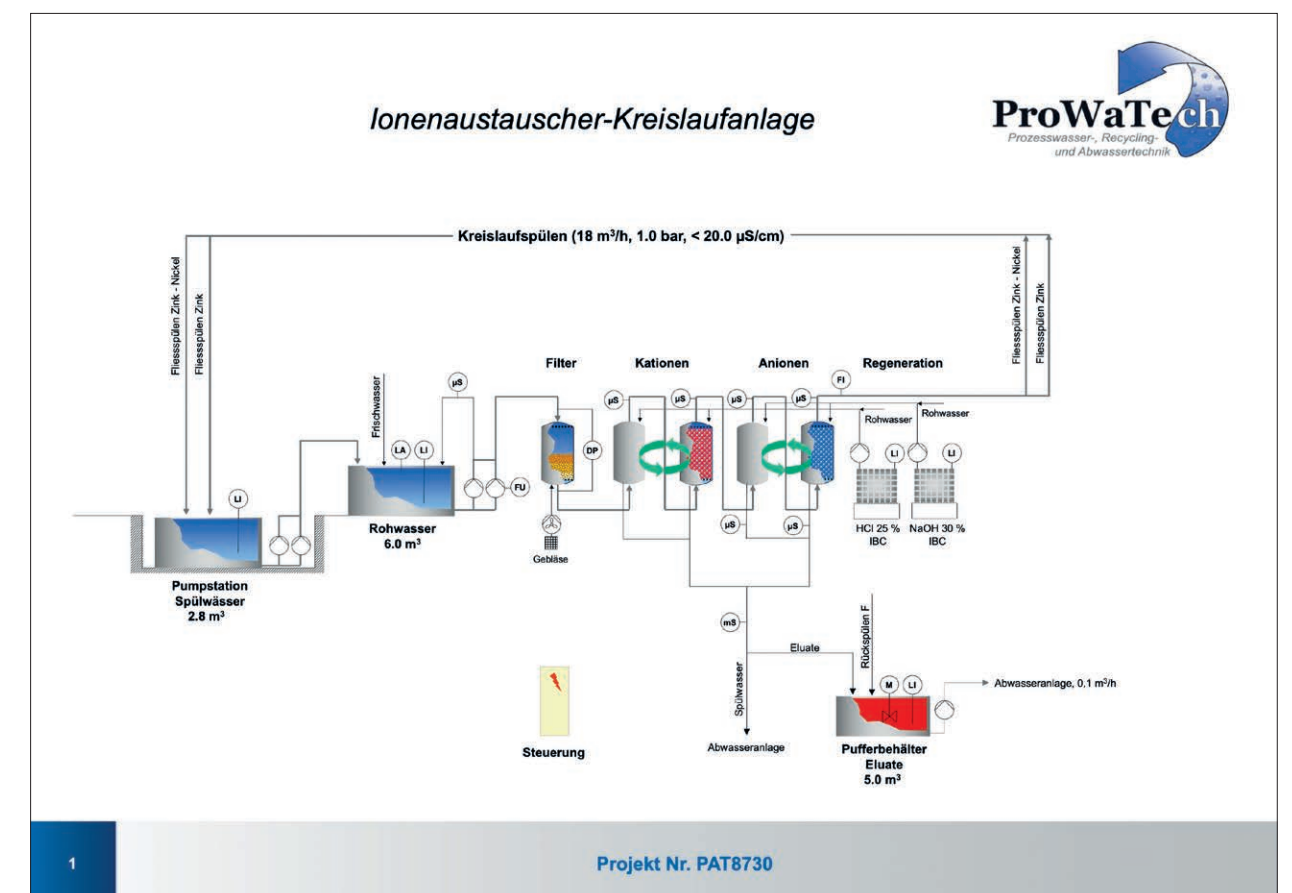 Ionenaustauscher-Kreislaufanlage
ProWaTech
Prozesswasser-, Recycling-
und Abwassertechnik
Kreislaufspülen (18 m³/h, 1.0 bar, < 20.0 µS/cm)
Fliessspülen Zink - Nickel
Fliessspülen Zink
Fliessspülen Zink - Nickel
Fliessspülen Zink
Filter
Kationen
Anionen
Regeneration
Frischwasser
µS
FI
µS
µS
µS
µS
Rohwasser
Rohwasser
LA
LI
DP
LI
LI
FU
LI
µS
µS
Rohwasser
6.0 m³
HCl 25 %
IBC
NaOH 30 %
IBC
Gebläse
Pumpstation
Spülwässer
2.8 m³
mS
Eluate
Rückspülen F
Spülwasser
M
LI
Abwasseranlage, 0,1 m³/h
Steuerung
Abwasseranlage
Pufferbehälter
Eluate
5.0 m³
1
Projekt Nr. PAT8730